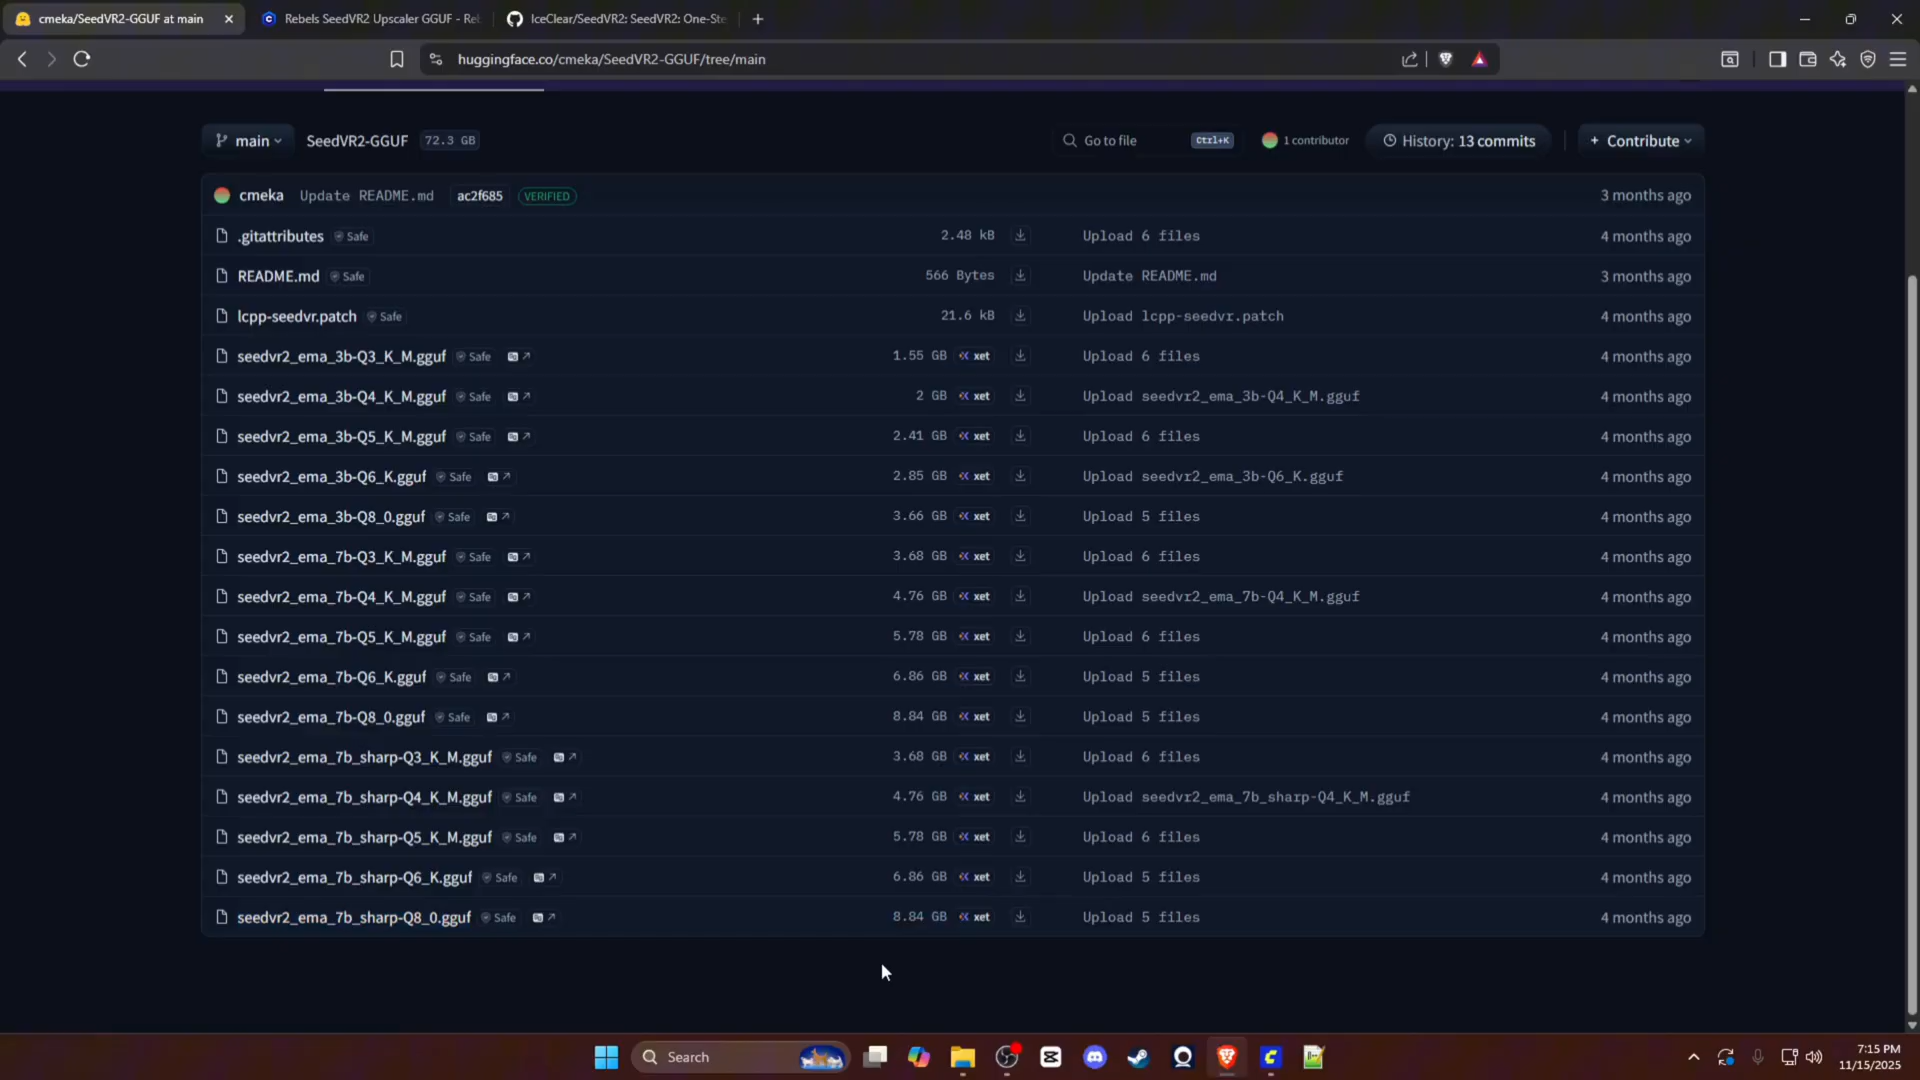 cmeka/SeedVR2-GGUF at main
Rebels SeedVR2 Upscaler GGUF - Reb
IceClear/SeedVR2: SeedVR2: One-Ste
huggingface.co/cmeka/SeedVR2-GGUF/tree/main
main SeedVR2-GGUF 72.3 GB Go to file Ctrl+K 1 contributor History: 13 commits + Contribute
cmeka Update README.md ac2f685 VERIFIED 3 months ago
.gitattributes Safe 2.48 kB Upload 6 files 4 months ago
README.md Safe 566 Bytes Update README.md 3 months ago
lcpp-seedvr.patch Safe 21.6 kB Upload lcpp-seedvr.patch 4 months ago
seedvr2_ema_3b-Q3_K_M.gguf Safe 1.55 GB xet Upload 6 files 4 months ago
seedvr2_ema_3b-Q4_K_M.gguf Safe 2 GB xet Upload seedvr2_ema_3b-Q4_K_M.gguf 4 months ago
seedvr2_ema_3b-Q5_K_M.gguf Safe 2.41 GB xet Upload 6 files 4 months ago
seedvr2_ema_3b-Q6_K.gguf Safe 2.85 GB xet Upload seedvr2_ema_3b-Q6_K.gguf 4 months ago
seedvr2_ema_3b-Q8_0.gguf Safe 3.66 GB xet Upload 5 files 4 months ago
seedvr2_ema_7b-Q3_K_M.gguf Safe 3.68 GB xet Upload 6 files 4 months ago
seedvr2_ema_7b-Q4_K_M.gguf Safe 4.76 GB xet Upload seedvr2_ema_7b-Q4_K_M.gguf 4 months ago
seedvr2_ema_7b-Q5_K_M.gguf Safe 5.78 GB xet Upload 6 files 4 months ago
seedvr2_ema_7b-Q6_K.gguf Safe 6.86 GB xet Upload 5 files 4 months ago
seedvr2_ema_7b-Q8_0.gguf Safe 8.84 GB xet Upload 5 files 4 months ago
seedvr2_ema_7b_sharp-Q3_K_M.gguf Safe 3.68 GB xet Upload 6 files 4 months ago
seedvr2_ema_7b_sharp-Q4_K_M.gguf Safe 4.76 GB xet Upload seedvr2_ema_7b_sharp-Q4_K_M.gguf 4 months ago
seedvr2_ema_7b_sharp-Q5_K_M.gguf Safe 5.78 GB xet Upload 6 files 4 months ago
seedvr2_ema_7b_sharp-Q6_K.gguf Safe 6.86 GB xet Upload 5 files 4 months ago
seedvr2_ema_7b_sharp-Q8_0.gguf Safe 8.84 GB xet Upload 5 files 4 months ago
Search
7:15 PM
11/15/2025